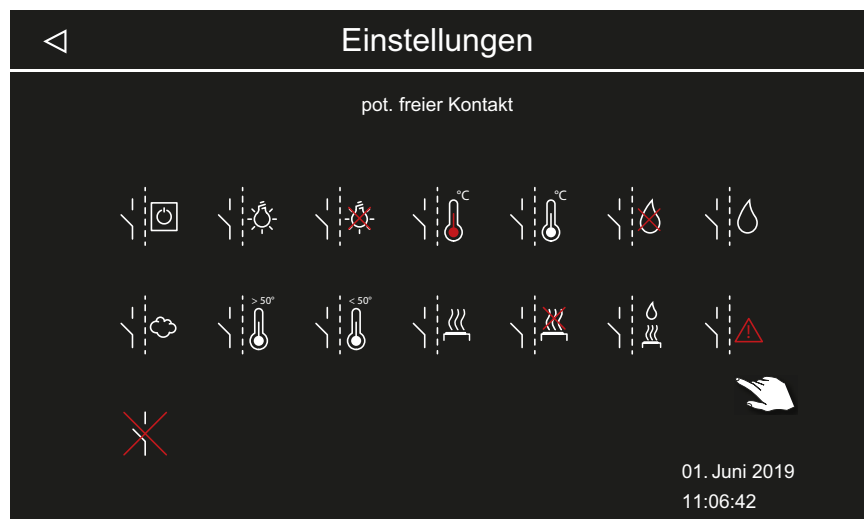 Einstellungen
pot. freier Kontakt
°C °C
> 50° < 50°
01. Juni 2019
11:06:42